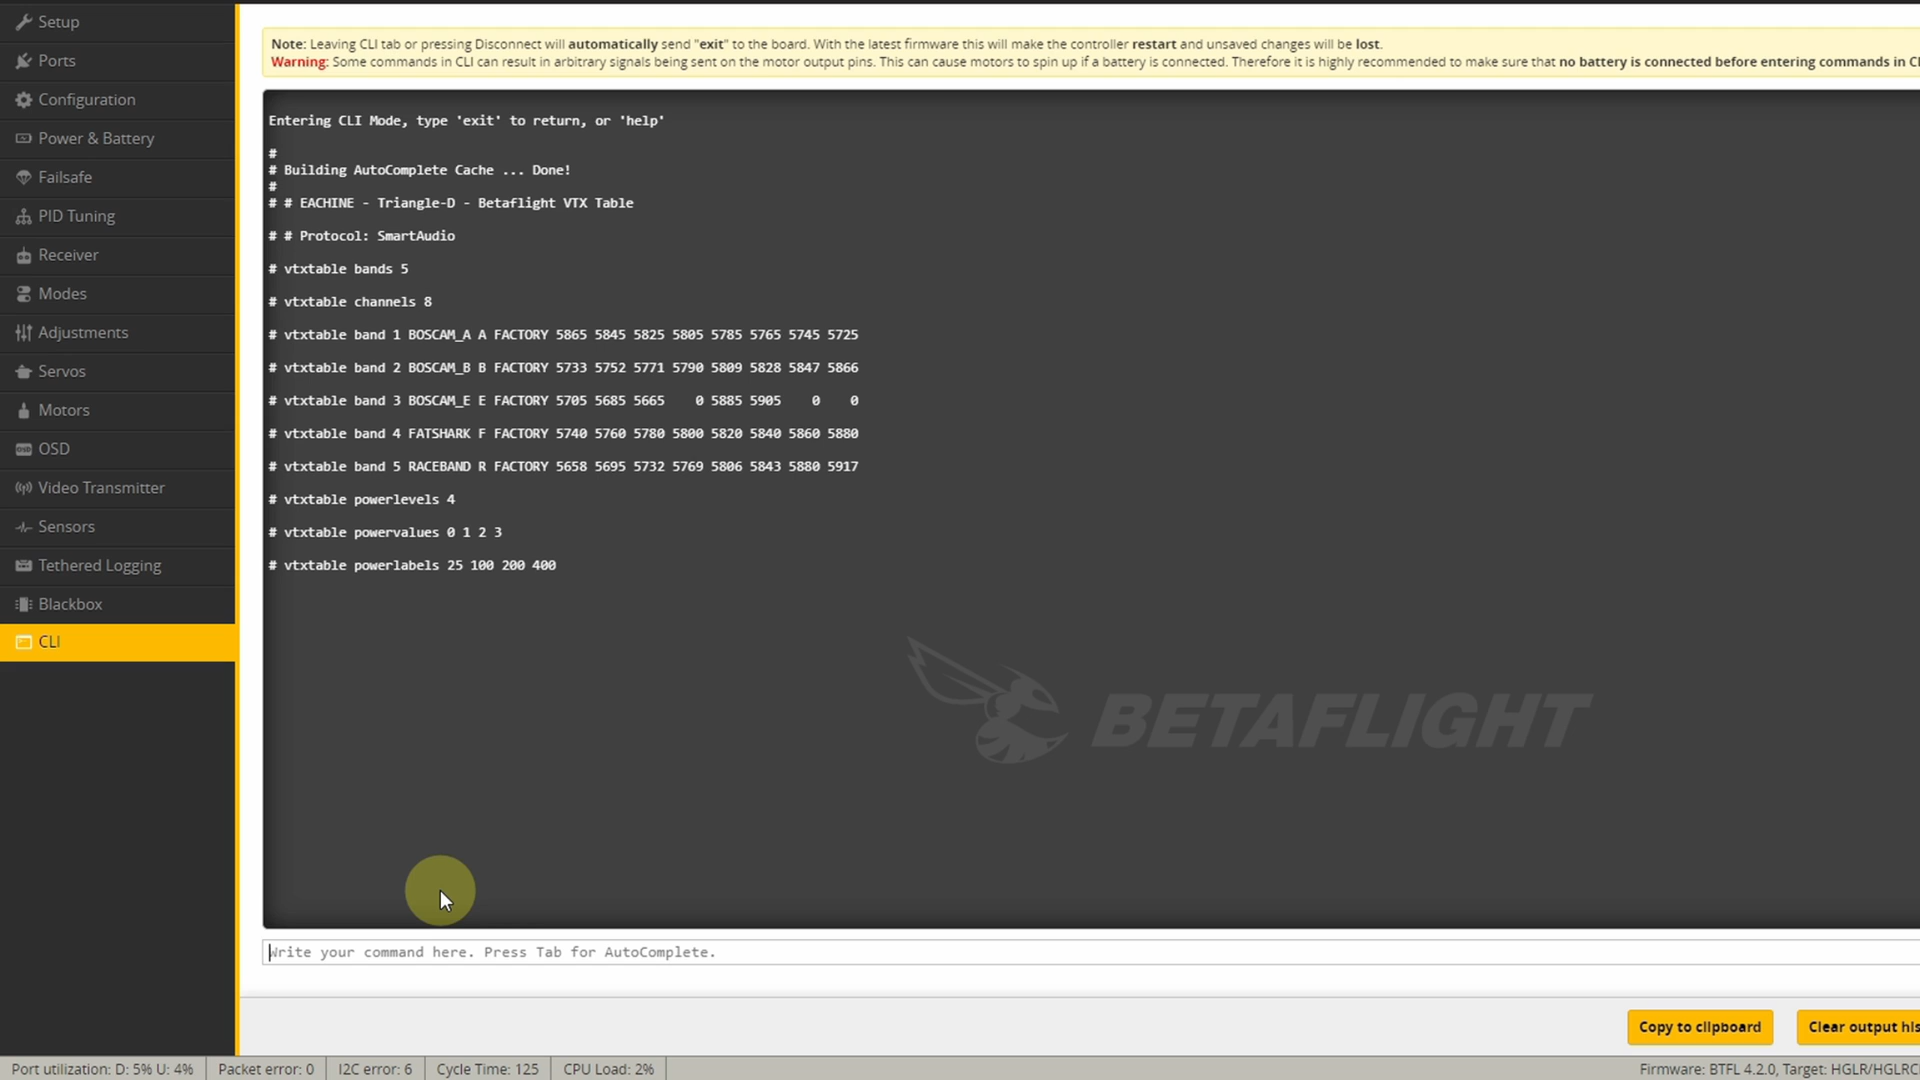 Setup
Ports
Configuration
Power & Battery
Failsafe
PID Tuning
Receiver
Modes
Adjustments
Servos
Motors
OSD
Video Transmitter
Sensors
Tethered Logging
Blackbox
CLI
Note: Leaving CLI tab or pressing Disconnect will automatically send "exit" to the board. With the latest firmware this will make the controller restart and unsaved changes will be lost.
Warning: Some commands in CLI can result in arbitrary signals being sent on the motor output pins. This can cause motors to spin up if a battery is connected. Therefore it is highly recommended to make sure that no battery is connected before entering commands in CL
Entering CLI Mode, type 'exit' to return, or 'help'
#
# Building AutoComplete Cache ... Done!
#
# # EACHINE - Triangle-D - Betaflight VTX Table
# # Protocol: SmartAudio
# vtxtable bands 5
# vtxtable channels 8
# vtxtable band 1 BOSCAM_A A FACTORY 5865 5845 5825 5805 5785 5765 5745 5725
# vtxtable band 2 BOSCAM_B B FACTORY 5733 5752 5771 5790 5809 5828 5847 5866
# vtxtable band 3 BOSCAM_E E FACTORY 5705 5685 5665    0 5885 5905    0    0
# vtxtable band 4 FATSHARK F FACTORY 5740 5760 5780 5800 5820 5840 5860 5880
# vtxtable band 5 RACEBAND R FACTORY 5658 5695 5732 5769 5806 5843 5880 5917
# vtxtable powerlevels 4
# vtxtable powervalues 0 1 2 3
# vtxtable powerlabels 25 100 200 400
BETAFLIGHT
Write your command here. Press Tab for AutoComplete.
Copy to clipboard
Clear output his
Port utilization: D: 5% U: 4%
Packet error: 0
I2C error: 6
Cycle Time: 125
CPU Load: 2%
Firmware: BTFL 4.2.0, Target: HGLR/HGLRC